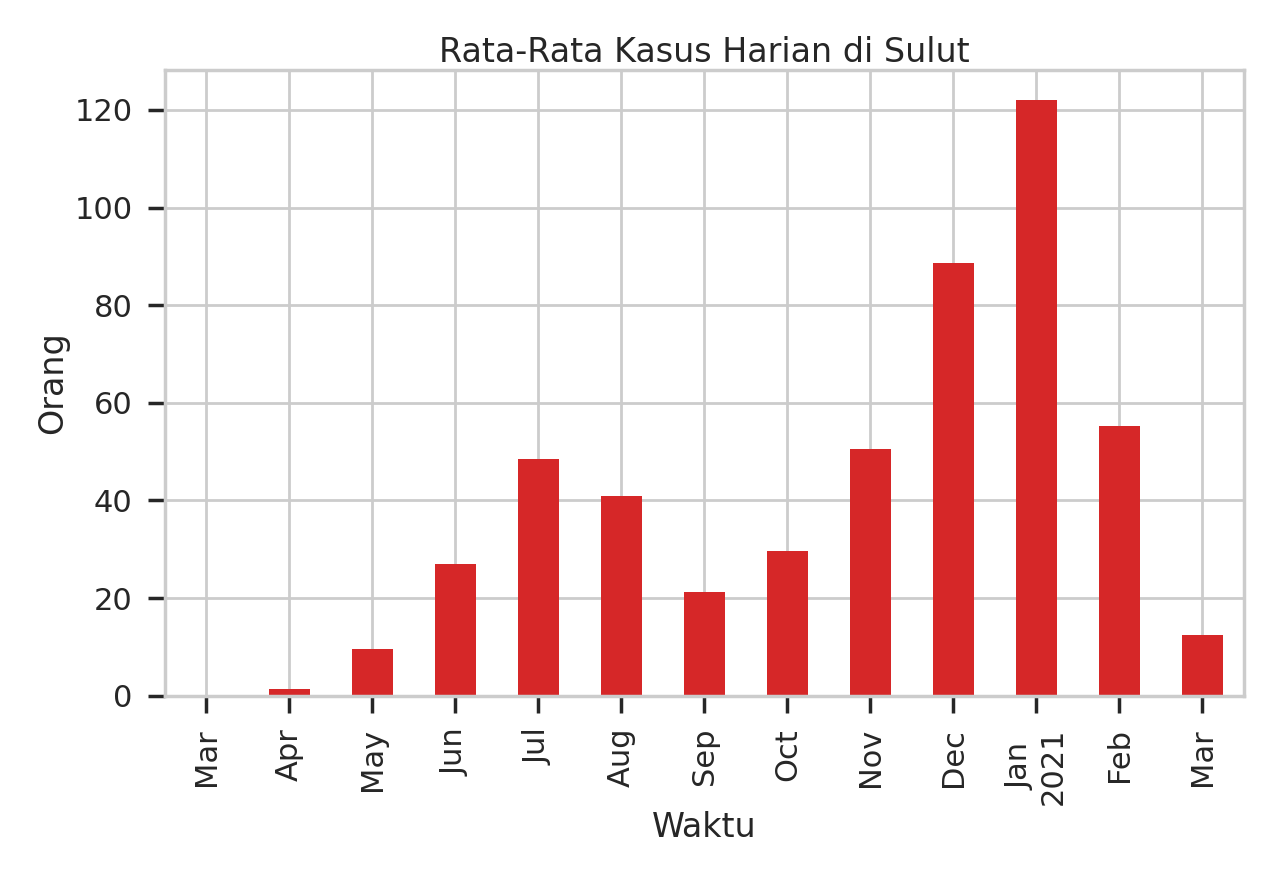 Rata-Rata Kasus Harian di Sulut
Orang
120
100
80
60
40
20
0
Mar
Apr
May
Jun
Jul
Aug
Sep
Oct
Nov
Dec
Jan
2021
Feb
Mar
Waktu